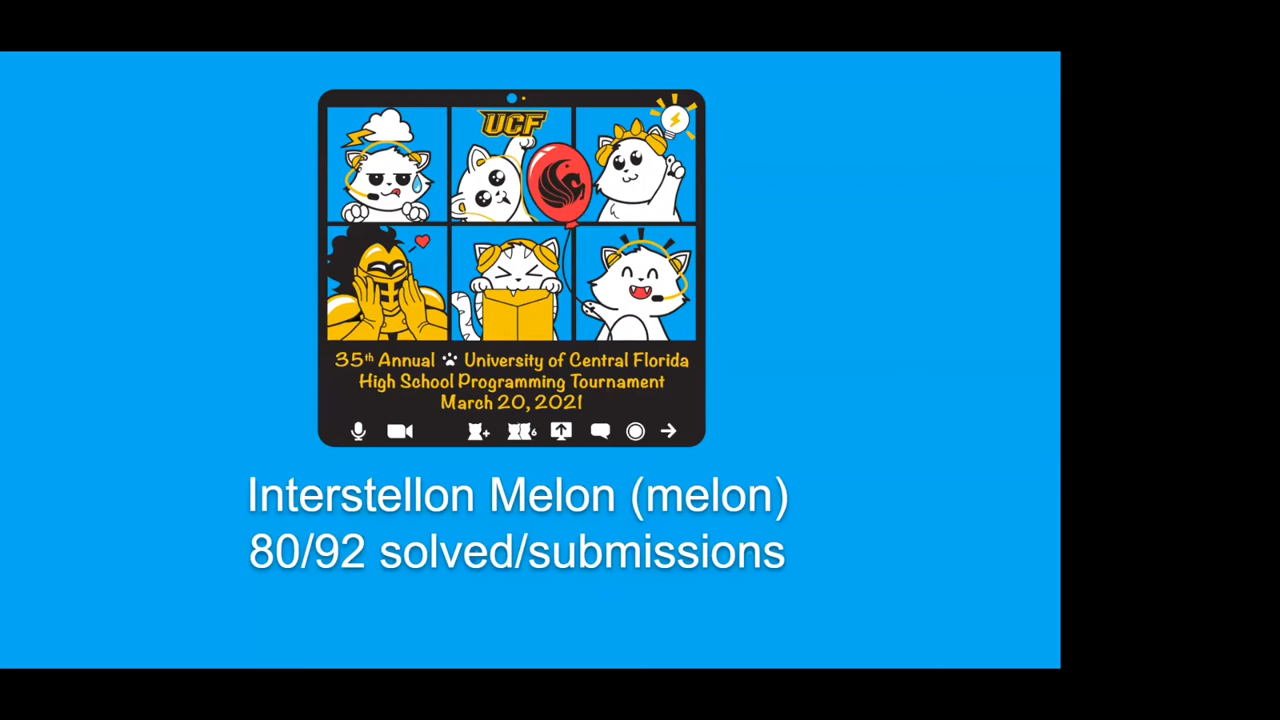 UCF
35th Annual University of Central Florida
High School Programming Tournament
March 20, 2021
+
6
Interstellon Melon (melon)
80/92 solved/submissions